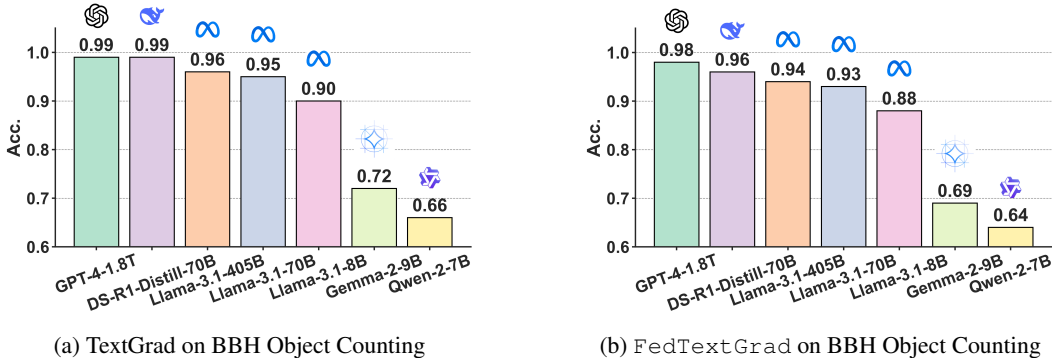 0.99
0.99
0.96
0.95
0.90
0.72
0.66
1.0
0.9
0.8
0.7
0.6
Acc.
GPT-4-1.8T
DS-R1-Distill-70B
Llama-3.1-405B
Llama-3.1-70B
Llama-3.1-8B
Gemma-2-9B
Qwen-2-7B
(a) TextGrad on BBH Object Counting
0.98
0.96
0.94
0.93
0.88
0.69
0.64
1.0
0.9
0.8
0.7
0.6
Acc.
GPT-4-1.8T
DS-R1-Distill-70B
Llama-3.1-405B
Llama-3.1-70B
Llama-3.1-8B
Gemma-2-9B
Qwen-2-7B
(b) FedTextGrad on BBH Object Counting